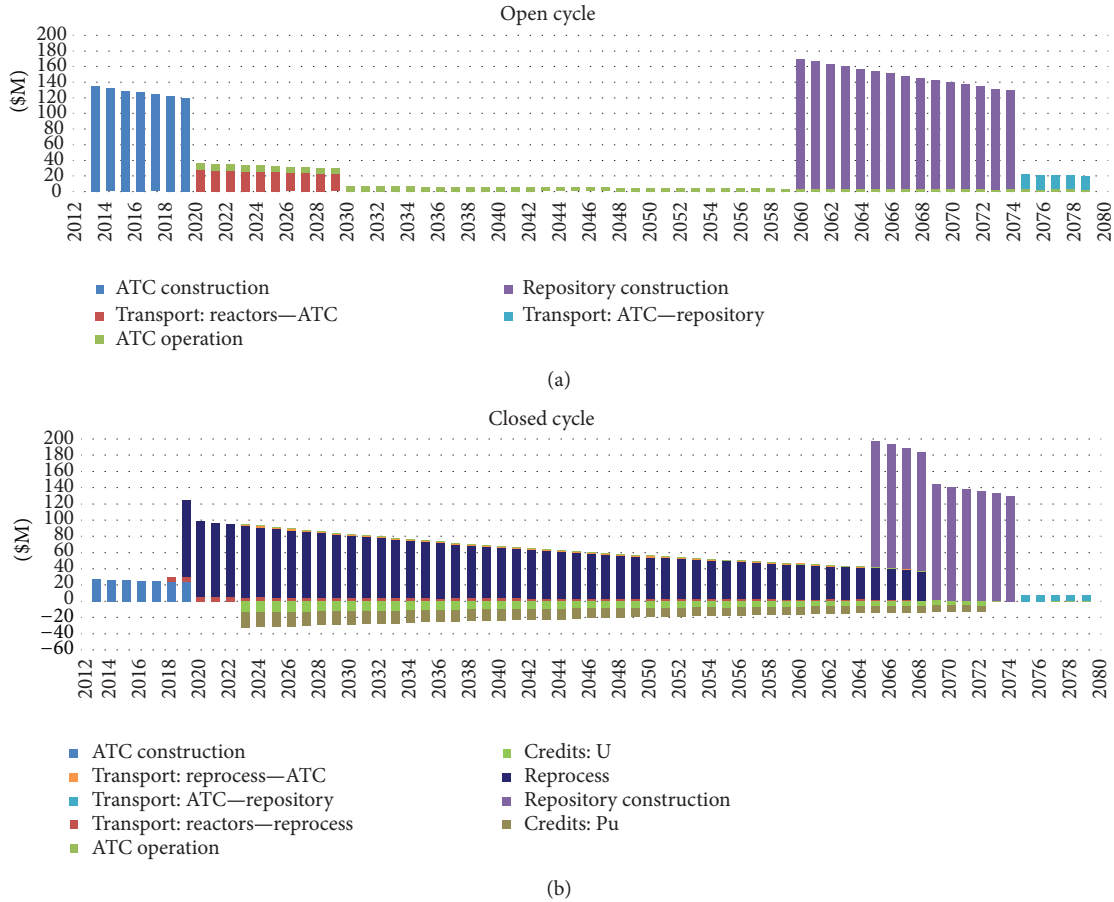 Open cycle
($M)
200
180
160
140
120
100
80
60
40
20
0
2012 2014 2016 2018 2020 2022 2024 2026 2028 2030 2032 2034 2036 2038 2040 2042 2044 2046 2048 2050 2052 2054 2056 2058 2060 2062 2064 2066 2068 2070 2072 2074 2076 2078 2080
ATC construction
Transport: reactors—ATC
ATC operation
Repository construction
Transport: ATC—repository
(a)
Closed cycle
($M)
200
180
160
140
120
100
80
60
40
20
0
−20
−40
−60
2012 2014 2016 2018 2020 2022 2024 2026 2028 2030 2032 2034 2036 2038 2040 2042 2044 2046 2048 2050 2052 2054 2056 2058 2060 2062 2064 2066 2068 2070 2072 2074 2076 2078 2080
ATC construction
Transport: reprocess—ATC
Transport: ATC—repository
Transport: reactors—reprocess
ATC operation
Credits: U
Reprocess
Repository construction
Credits: Pu
(b)